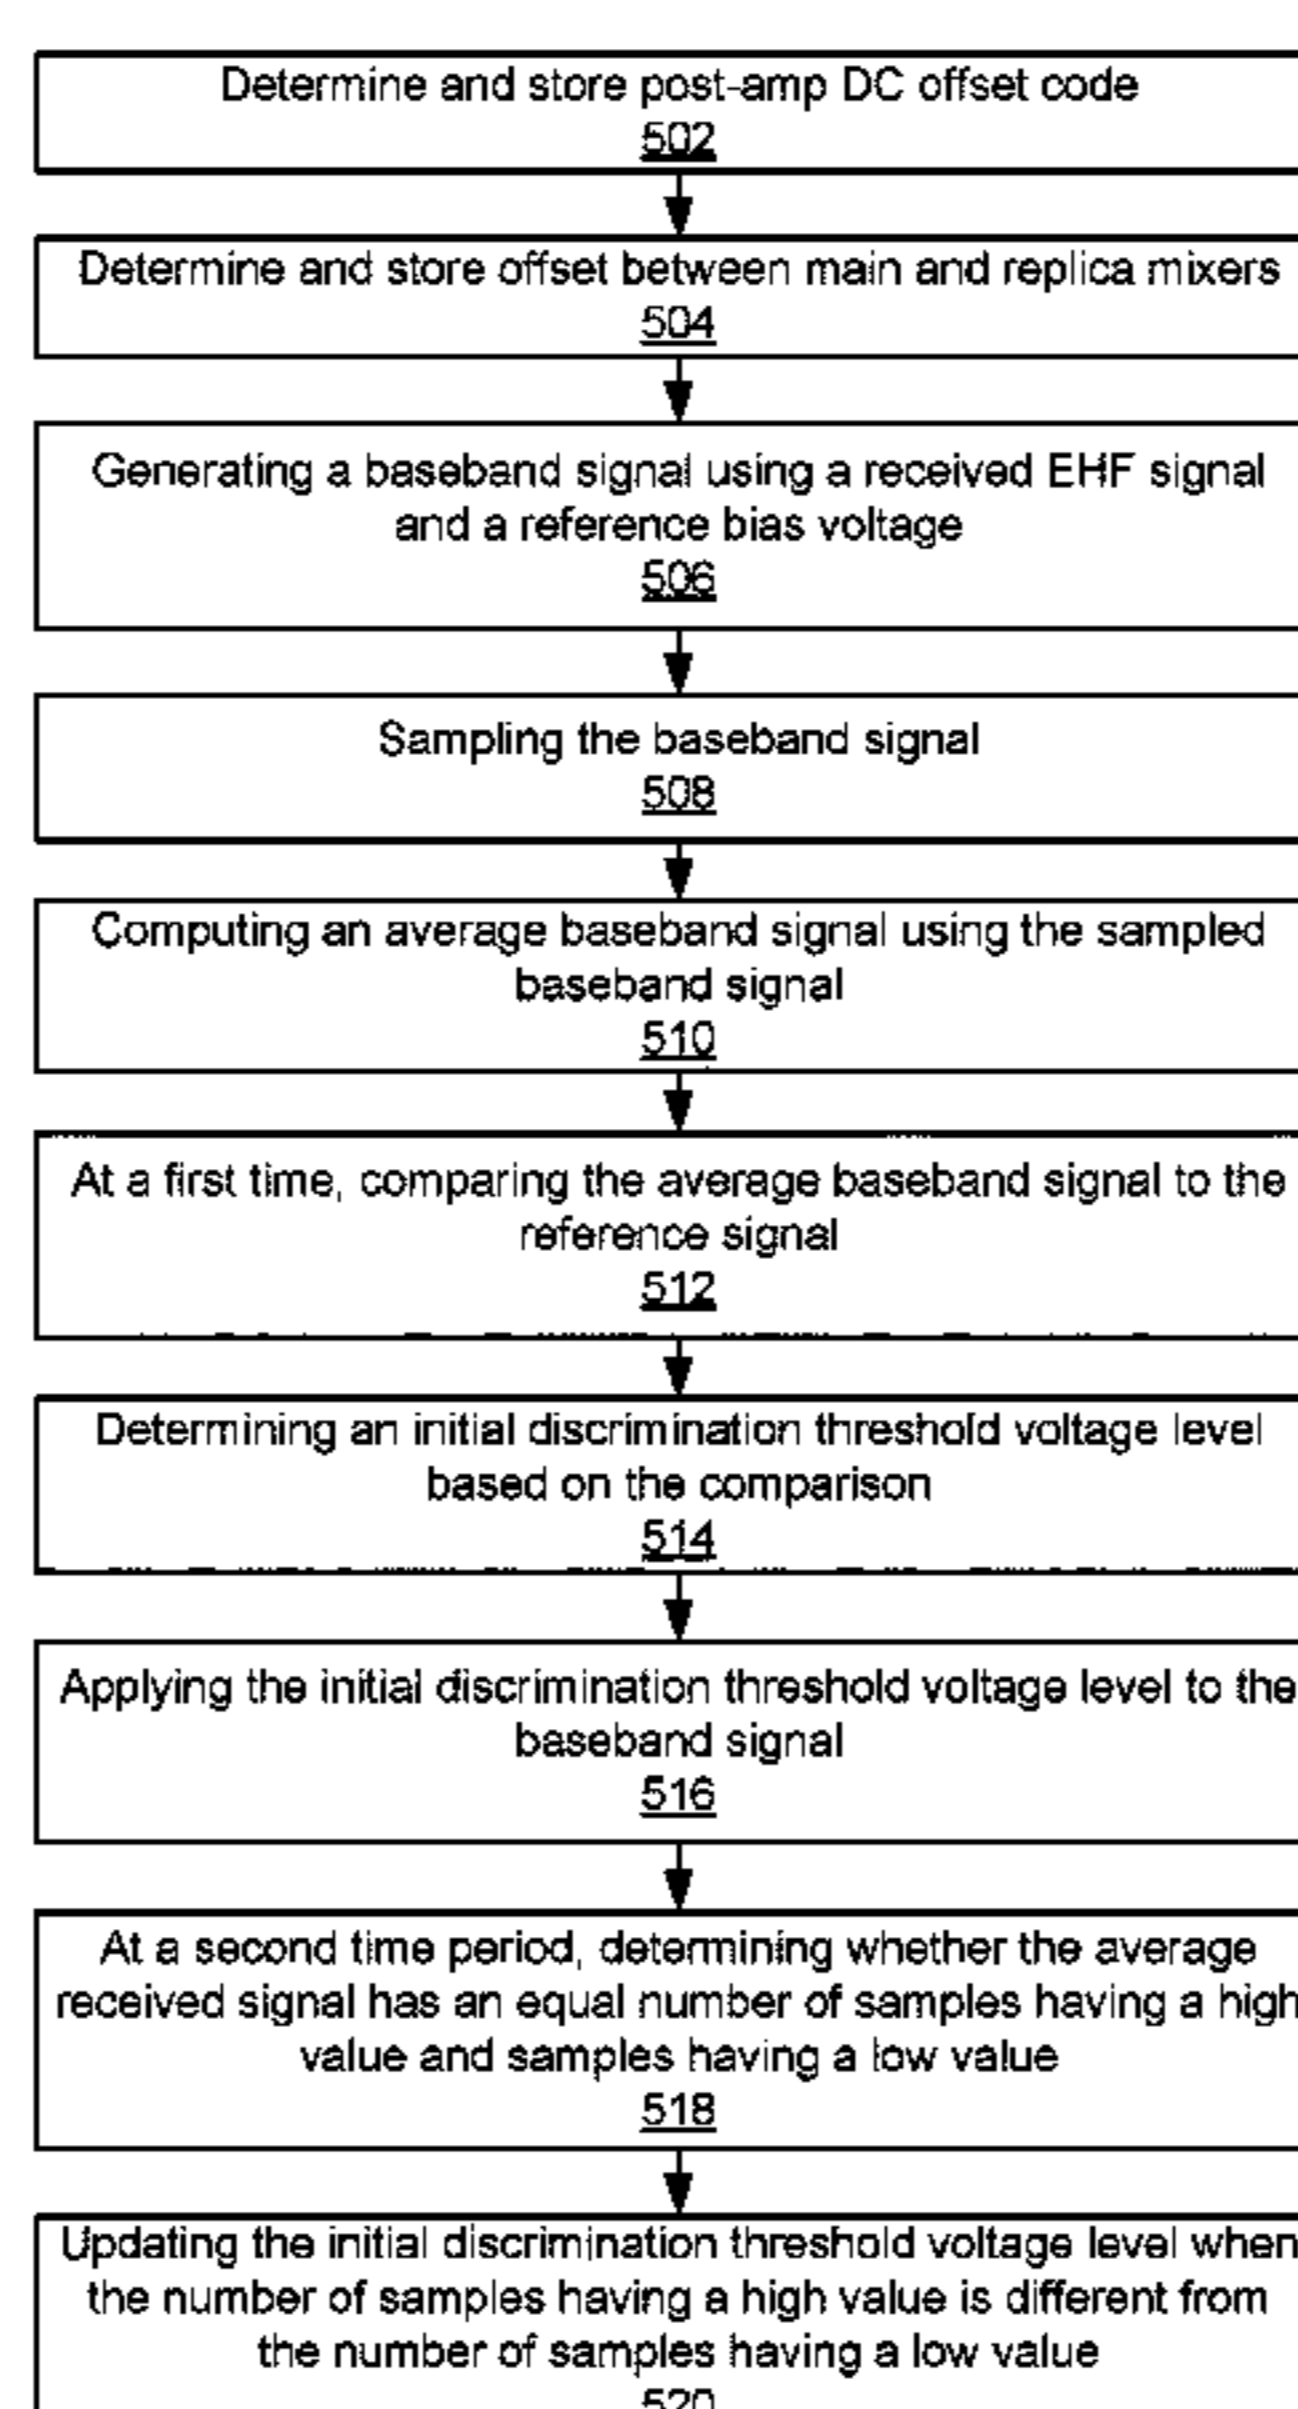 Determine and store post-amp DC offset code
502
Determine and store offset between main and replica mixers
504
Generating a baseband signal using a received EHF signal
and a reference bias voltage
506
Sampling the baseband signal
508
Computing an average baseband signal using the sampled
baseband signal
510
At a first time, comparing the average baseband signal to the
reference signal
512
Determining an initial discrimination threshold voltage level
based on the comparison
514
Applying the initial discrimination threshold voltage level to the
baseband signal
516
At a second time period, determining whether the average
received signal has an equal number of samples having a high
value and samples having a low value
518
Updating the initial discrimination threshold voltage level when
the number of samples having a high value is different from
the number of samples having a low value
520